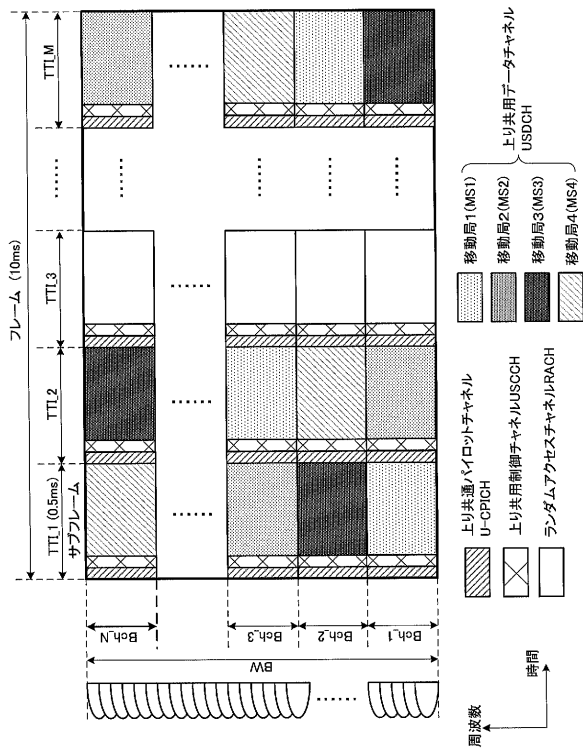 フレーム (10ms)
TTI_1 (0.5ms)
サブフレーム
TTI_2
TTI_3
……
TTI_M
Bch_N
……
……
……
……
Bch_3
Bch_2
Bch_1
BW
……
周波数
時間
上り共通パイロットチャネル
U-CPICH
上り共用制御チャネルUSCCH
ランダムアクセスチャネルRACH
移動局1(MS1)
移動局2(MS2)
移動局3(MS3)
移動局4(MS4)
上り共用データチャネル
USDCH